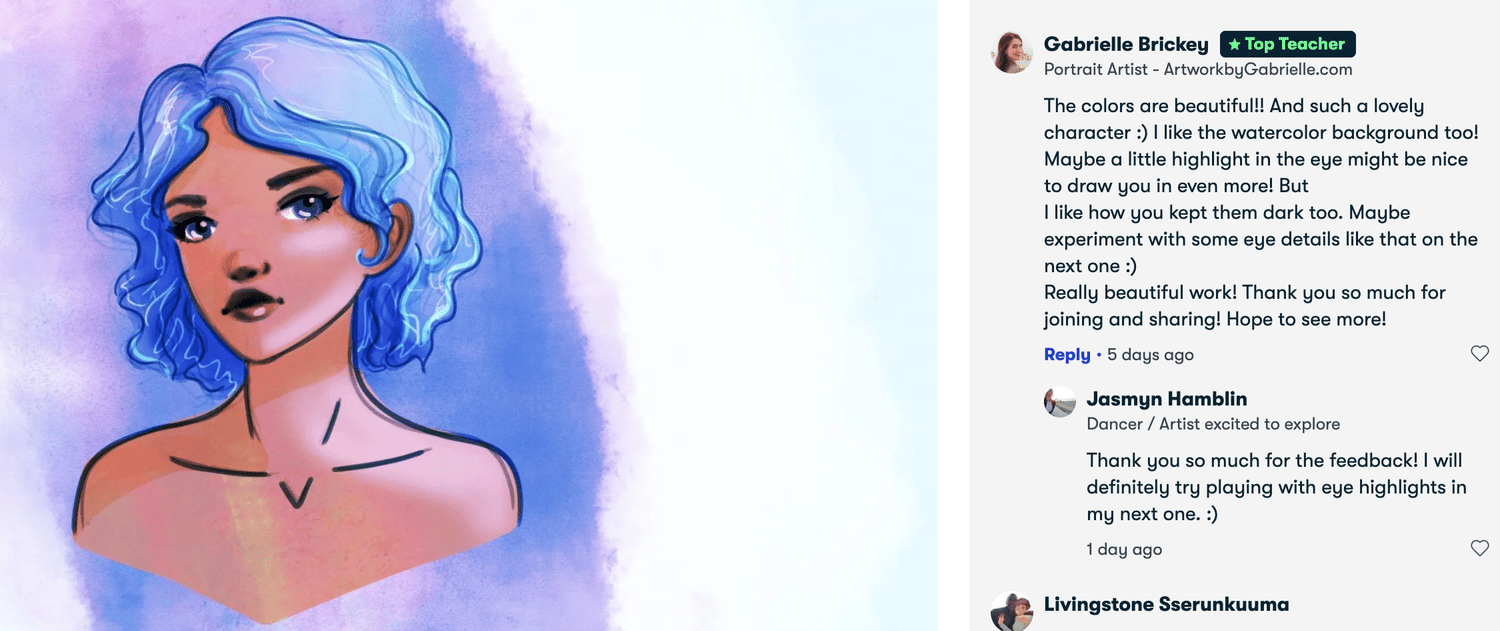 Gabrielle Brickey ★ Top Teacher
Portrait Artist - ArtworkbyGabrielle.com
The colors are beautiful!! And such a lovely
character :) I like the watercolor background too!
Maybe a little highlight in the eye might be nice
to draw you in even more! But
I like how you kept them dark too. Maybe
experiment with some eye details like that on the
next one :)
Really beautiful work! Thank you so much for
joining and sharing! Hope to see more!
Reply • 5 days ago
Jasmyn Hamblin
Dancer / Artist excited to explore
Thank you so much for the feedback! I will
definitely try playing with eye highlights in
my next one. :)
1 day ago
Livingstone Sserunkuuma